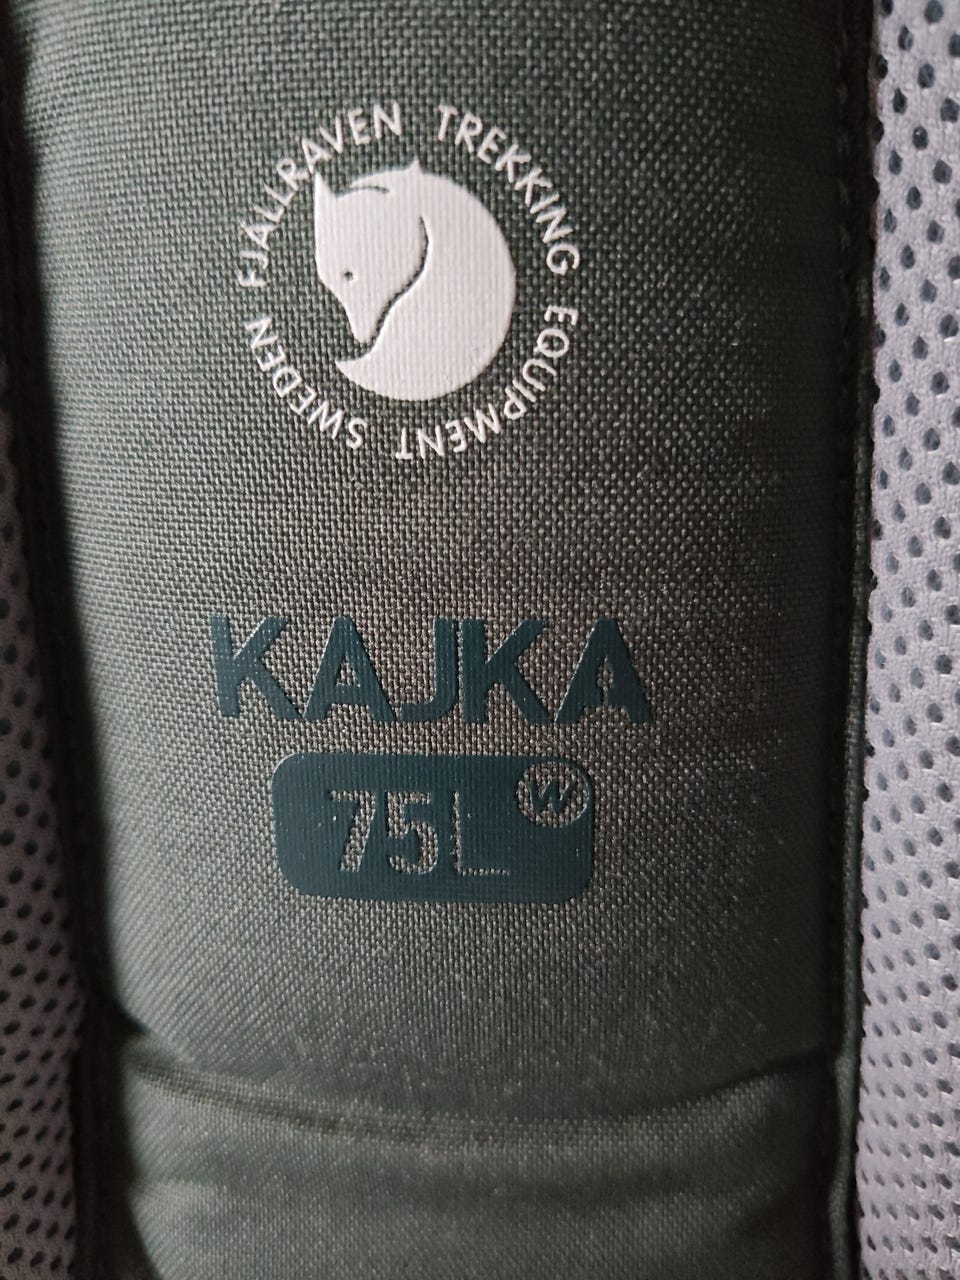 FJÄLLRÄVEN TREKKING EQUIPMENT SWEDEN
KAJKA
75L W